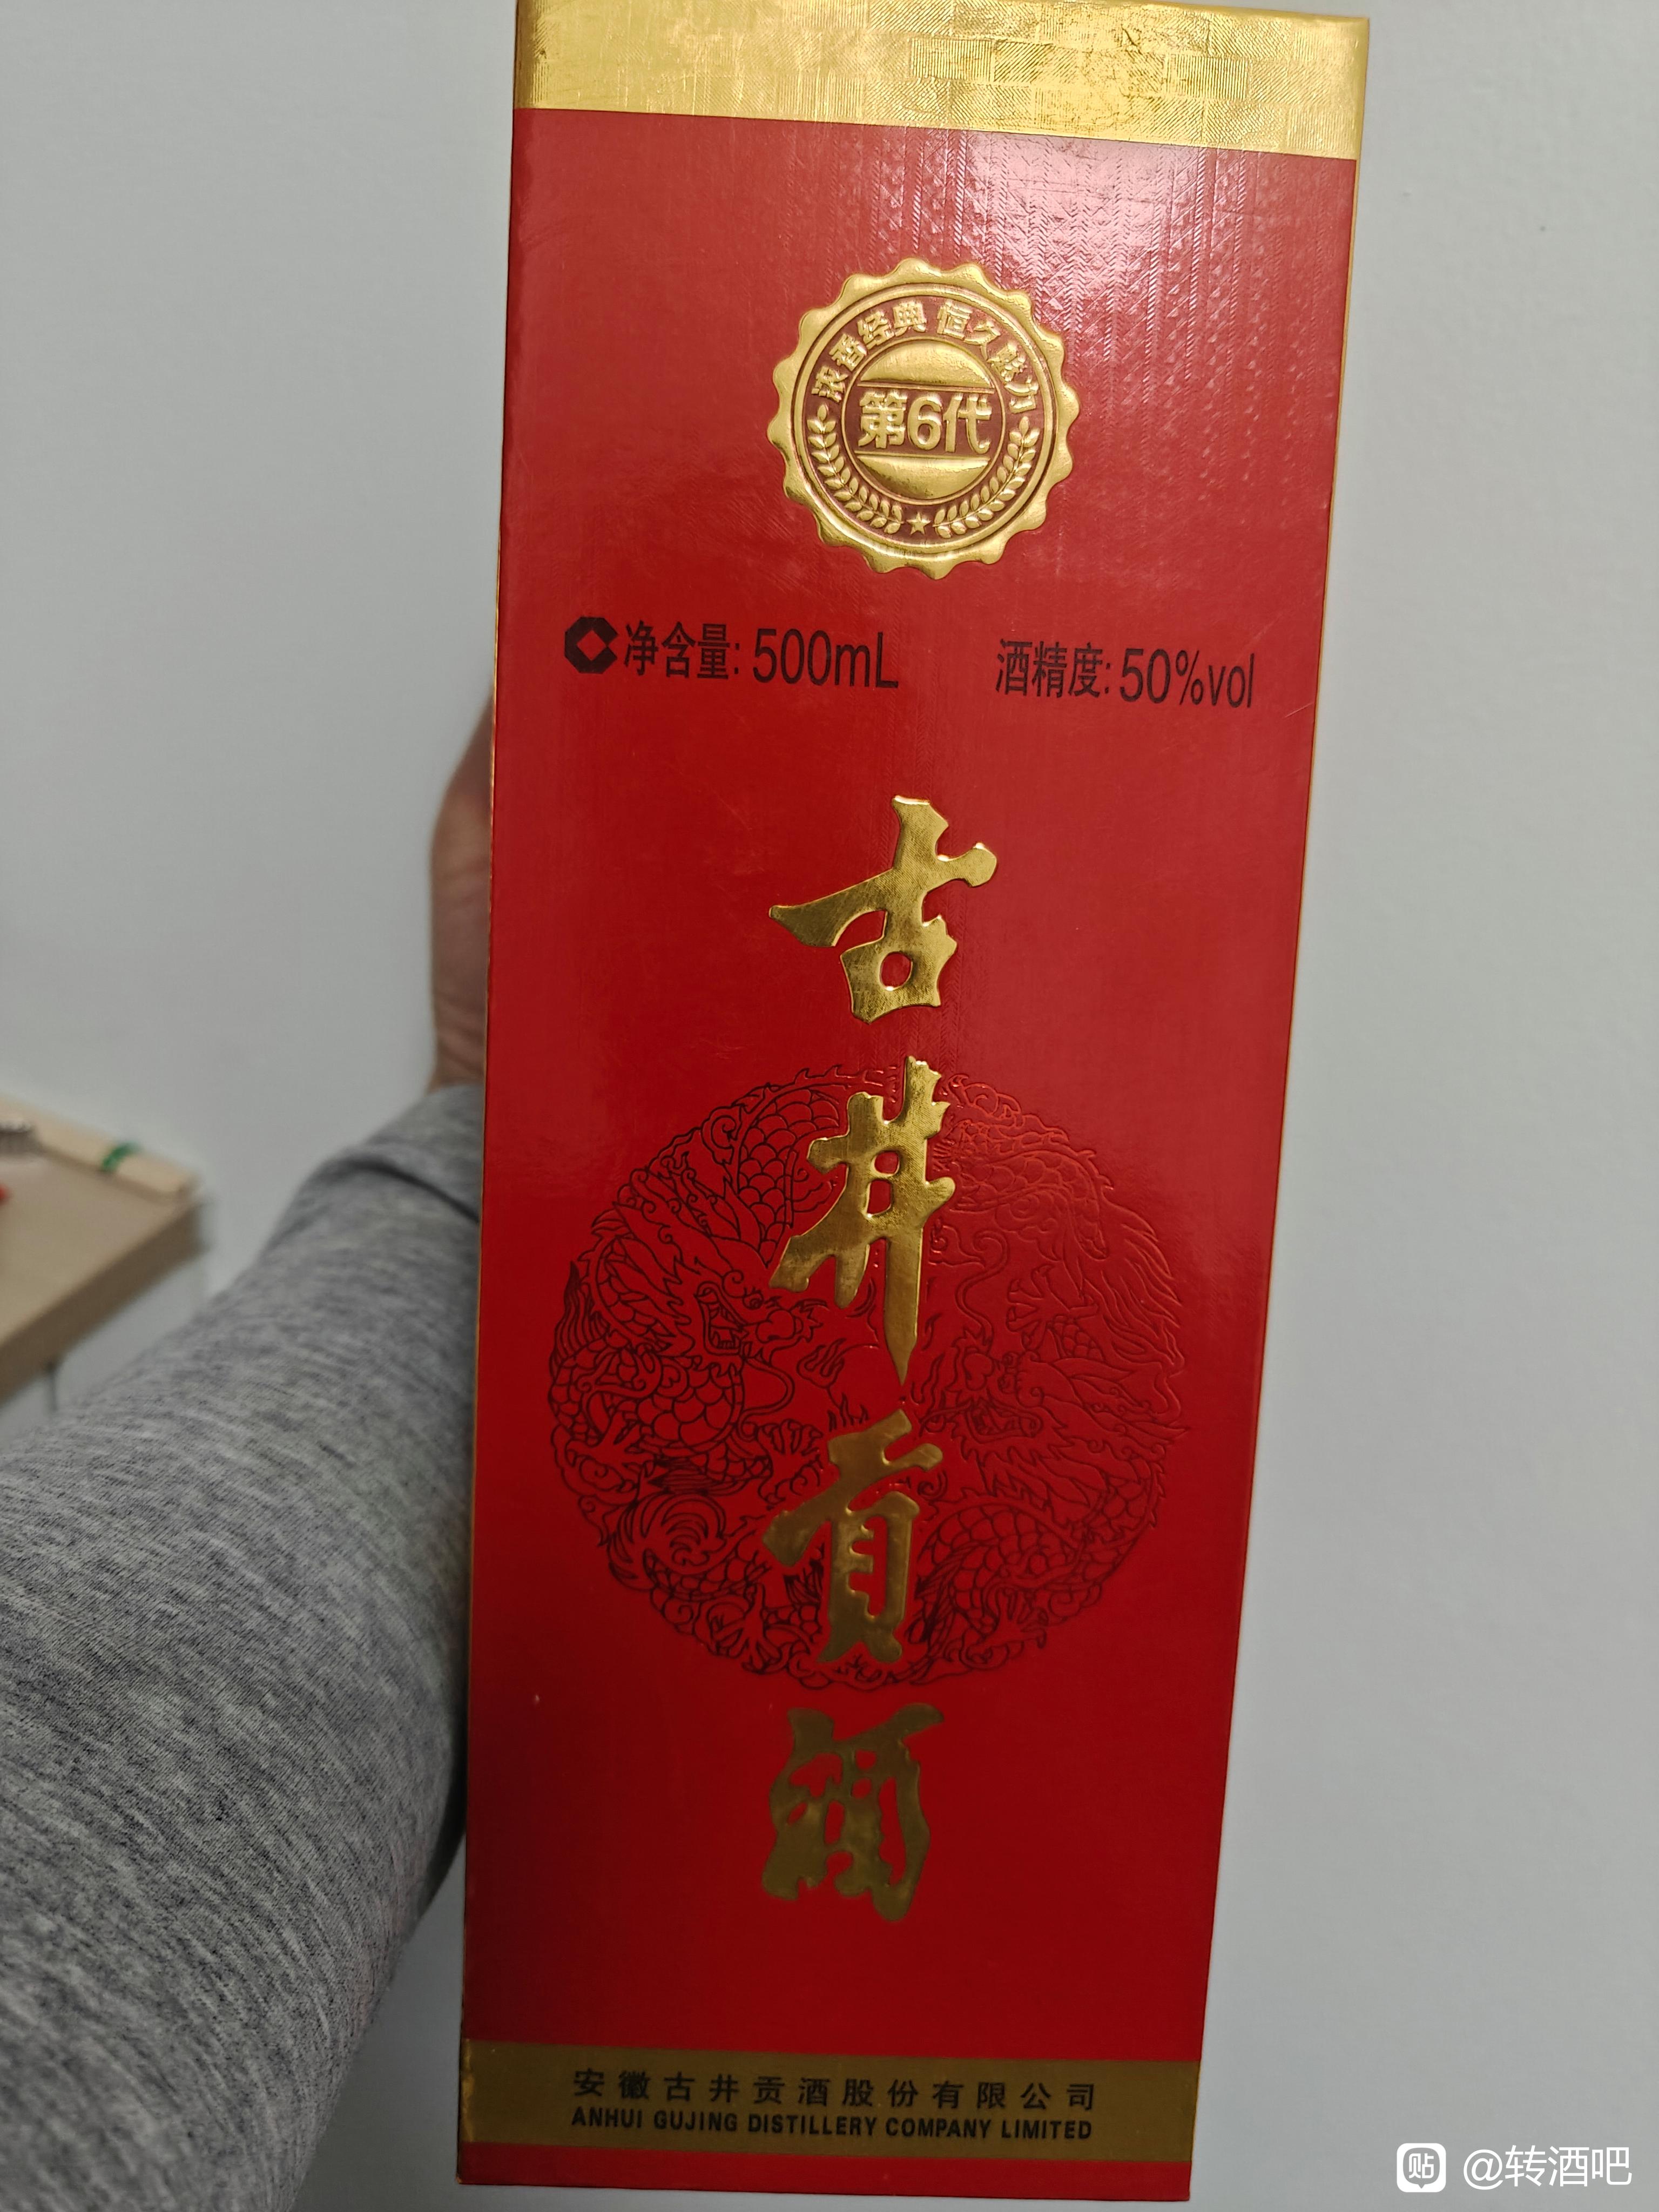 浓香经典 恒久魅力
第6代
净含量: 500mL 酒精度: 50%vol
古井貢酒
安徽古井贡酒股份有限公司
ANHUI GUJING DISTILLERY COMPANY LIMITED
贴 @转酒吧